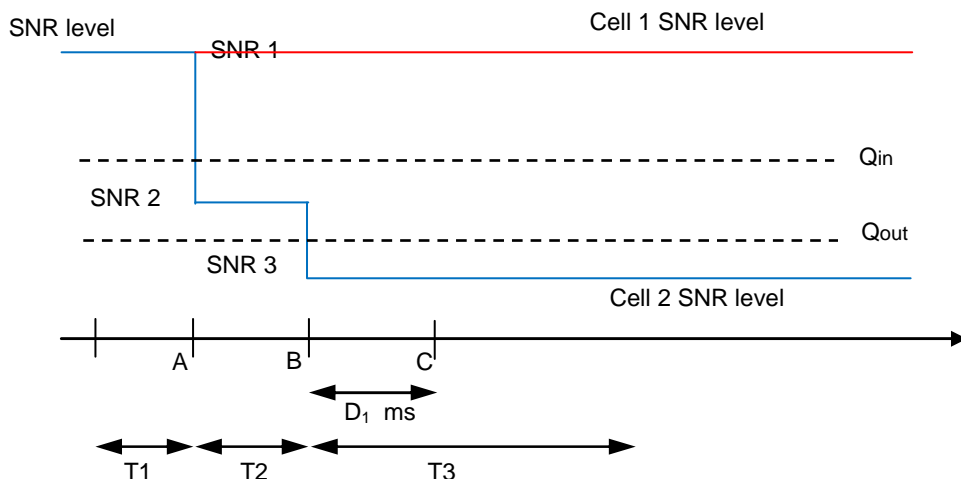 SNR level
Cell 1 SNR level
SNR 1
Qin
SNR 2
Qout
SNR 3
Cell 2 SNR level
A
B
C
D1 ms
T1
T2
T3